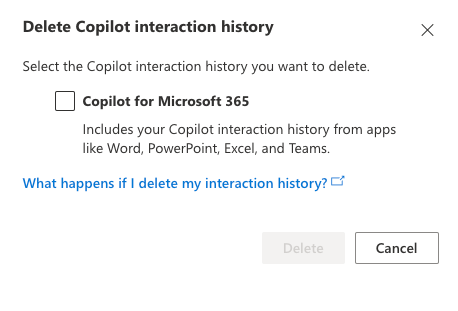 Delete Copilot interaction history
Select the Copilot interaction history you want to delete.
Copilot for Microsoft 365
Includes your Copilot interaction history from apps
like Word, PowerPoint, Excel, and Teams.
What happens if I delete my interaction history?
Delete
Cancel